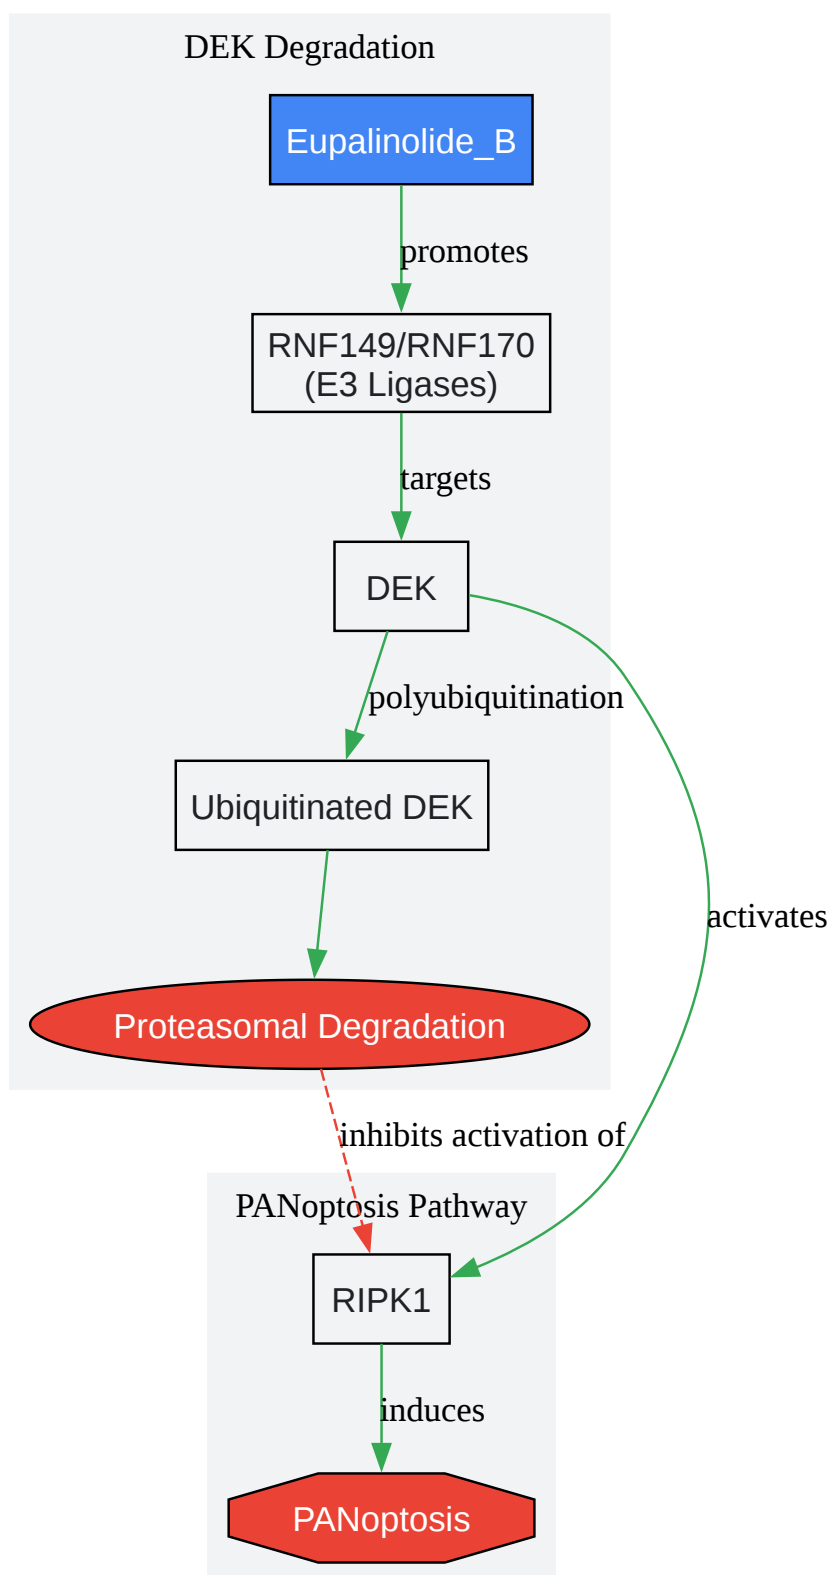 DEK Degradation
Eupalinolide_B
promotes
RNF149/RNF170
(E3 Ligases)
targets
DEK
polyubiquitination
Ubiquitinated DEK
activates
Proteasomal Degradation
inhibits activation of
PANoptosis Pathway
RIPK1
induces
PANoptosis